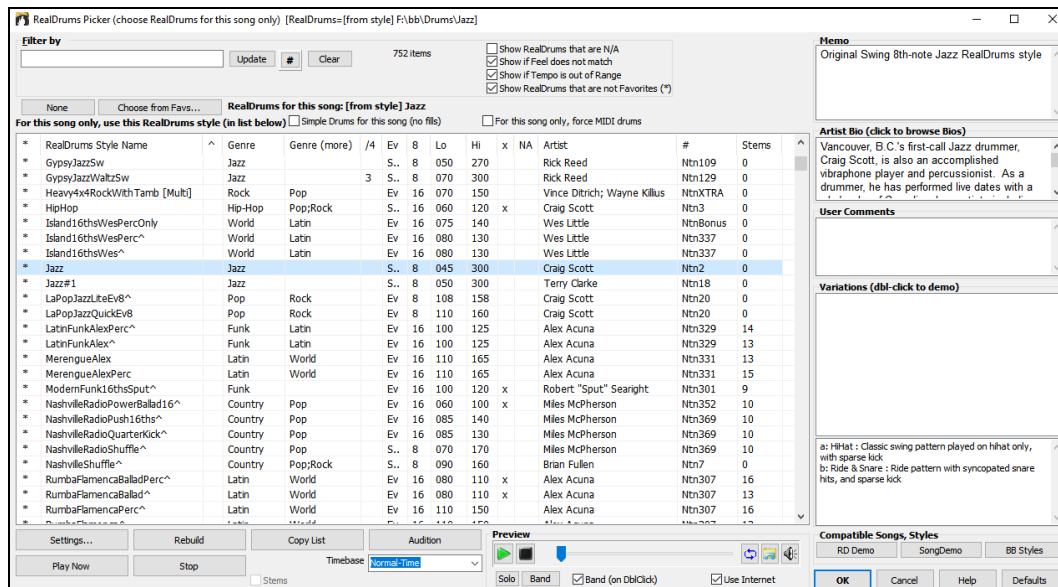 RealDrums Picker (choose RealDrums for this song only) [RealDrums=[from style] F:\bb\Drums\Jazz]
Filter by
Update # Clear
752 items
Show RealDrums that are N/A
Show if Feel does not match
Show if Tempo is out of Range
Show RealDrums that are not Favorites (*)
None Choose from Favs... RealDrums for this song: [from style] Jazz
For this song only, use this RealDrums style (in list below) Simple Drums for this song (no fills) For this song only, force MIDI drums
* RealDrums Style Name ^ Genre Genre (more) /4 Ev 8 Lo Hi x NA Artist # Stems
* GypsyJazzSw Jazz S.. 8 050 270 Rick Reed Ntn109 0
* GypsyJazzWaltzSw Jazz 3 S.. 8 070 300 Rick Reed Ntn129 0
* Heavy4x4RockWithTamb [Multi] Rock Pop Ev 16 070 150 Vince Ditrich; Wayne Killius NtnXTRA 0
* HipHop Hip-Hop Pop;Rock S.. 16 060 120 x Craig Scott Ntn3 0
* Island16thsWesPercOnly World Latin Ev 16 075 140 Wes Little NtnBonus 0
* Island16thsWesPerc^ World Latin Ev 16 080 130 Wes Little Ntn337 0
* Island16thsWes^ World Latin Ev 16 080 130 Wes Little Ntn337 0
* Jazz Jazz S.. 8 045 300 Craig Scott Ntn2 0
* Jazz#1 Jazz S.. 8 050 300 Terry Clarke Ntn18 0
* LaPopJazzLiteEv8^ Pop Rock Ev 8 108 158 Craig Scott Ntn20 0
* LaPopJazzQuickEv8 Pop Rock Ev 8 110 160 Craig Scott Ntn20 0
* LatinFunkAlexPerc^ Funk Latin Ev 16 100 125 Alex Acuna Ntn329 14
* LatinFunkAlex^ Funk Latin Ev 16 100 125 Alex Acuna Ntn329 13
* MerengueAlex Latin World Ev 16 110 165 Alex Acuna Ntn331 13
* MerengueAlexPerc Latin World Ev 16 110 165 Alex Acuna Ntn331 15
* ModernFunk16thsSput^ Funk Ev 16 100 120 x Robert "Sput" Searight Ntn301 9
* NashvilleRadioPowerBallad16^ Country Pop Ev 16 060 100 x Miles McPherson Ntn352 10
* NashvilleRadioPush16ths^ Country Pop Ev 16 085 140 Miles McPherson Ntn369 10
* NashvilleRadioQuarterKick^ Country Pop Ev 16 085 130 Miles McPherson Ntn369 10
* NashvilleRadioShuffle^ Country Pop S.. 8 070 170 Miles McPherson Ntn369 10
* NashvilleShuffle^ Country Pop;Rock S.. 8 090 160 Brian Fullen Ntn7 0
* RumbaFlamencaBalladPerc^ Latin World Ev 16 080 110 x Alex Acuna Ntn307 16
* RumbaFlamencaBallad^ Latin World Ev 16 080 110 x Alex Acuna Ntn307 13
* RumbaFlamencaPerc^ Latin World Ev 16 110 150 Alex Acuna Ntn307 16
Memo
Original Swing 8th-note Jazz RealDrums style
Artist Bio (click to browse Bios)
Vancouver, B.C.'s first-call Jazz drummer,
Craig Scott, is also an accomplished
vibraphone player and percussionist. As a
drummer, he has performed live dates with a
User Comments
Variations (dbl-click to demo)
a: HiHat : Classic swing pattern played on hihat only,
with sparse kick
b: Ride & Snare : Ride pattern with syncopated snare
hits, and sparse kick
Settings... Rebuild Copy List Audition
Play Now Stop Timebase Normal-Time
Stems
Preview
Solo Band Band (on DblClick) Use Internet
Compatible Songs, Styles
RD Demo SongDemo BB Styles
OK Cancel Help Defaults